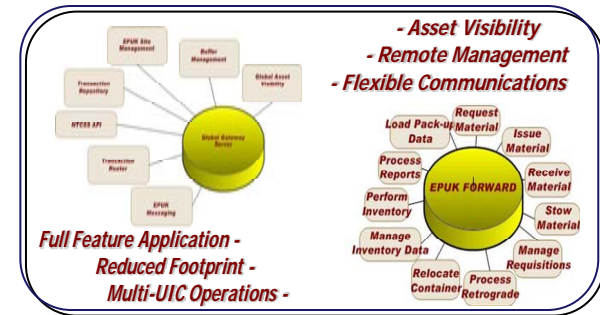 - Asset Visibility
- Remote Management
- Flexible Communications
EPUK Site
Management
Buffer
Management
Global Asset
Visibility
Transaction
Repository
NTCSS API
Transaction
Router
EPUK
Messaging
Global Gateway
Server
Full Feature Application -
Reduced Footprint -
Multi-UIC Operations -
Load Pack-up
Data
Request
Material
Issue
Material
Receive
Material
Stow
Material
Manage
Requisitions
Process
Retrograde
Relocate
Container
Manage
Inventory Data
Perform
Inventory
Process
Reports
EPUK FORWARD